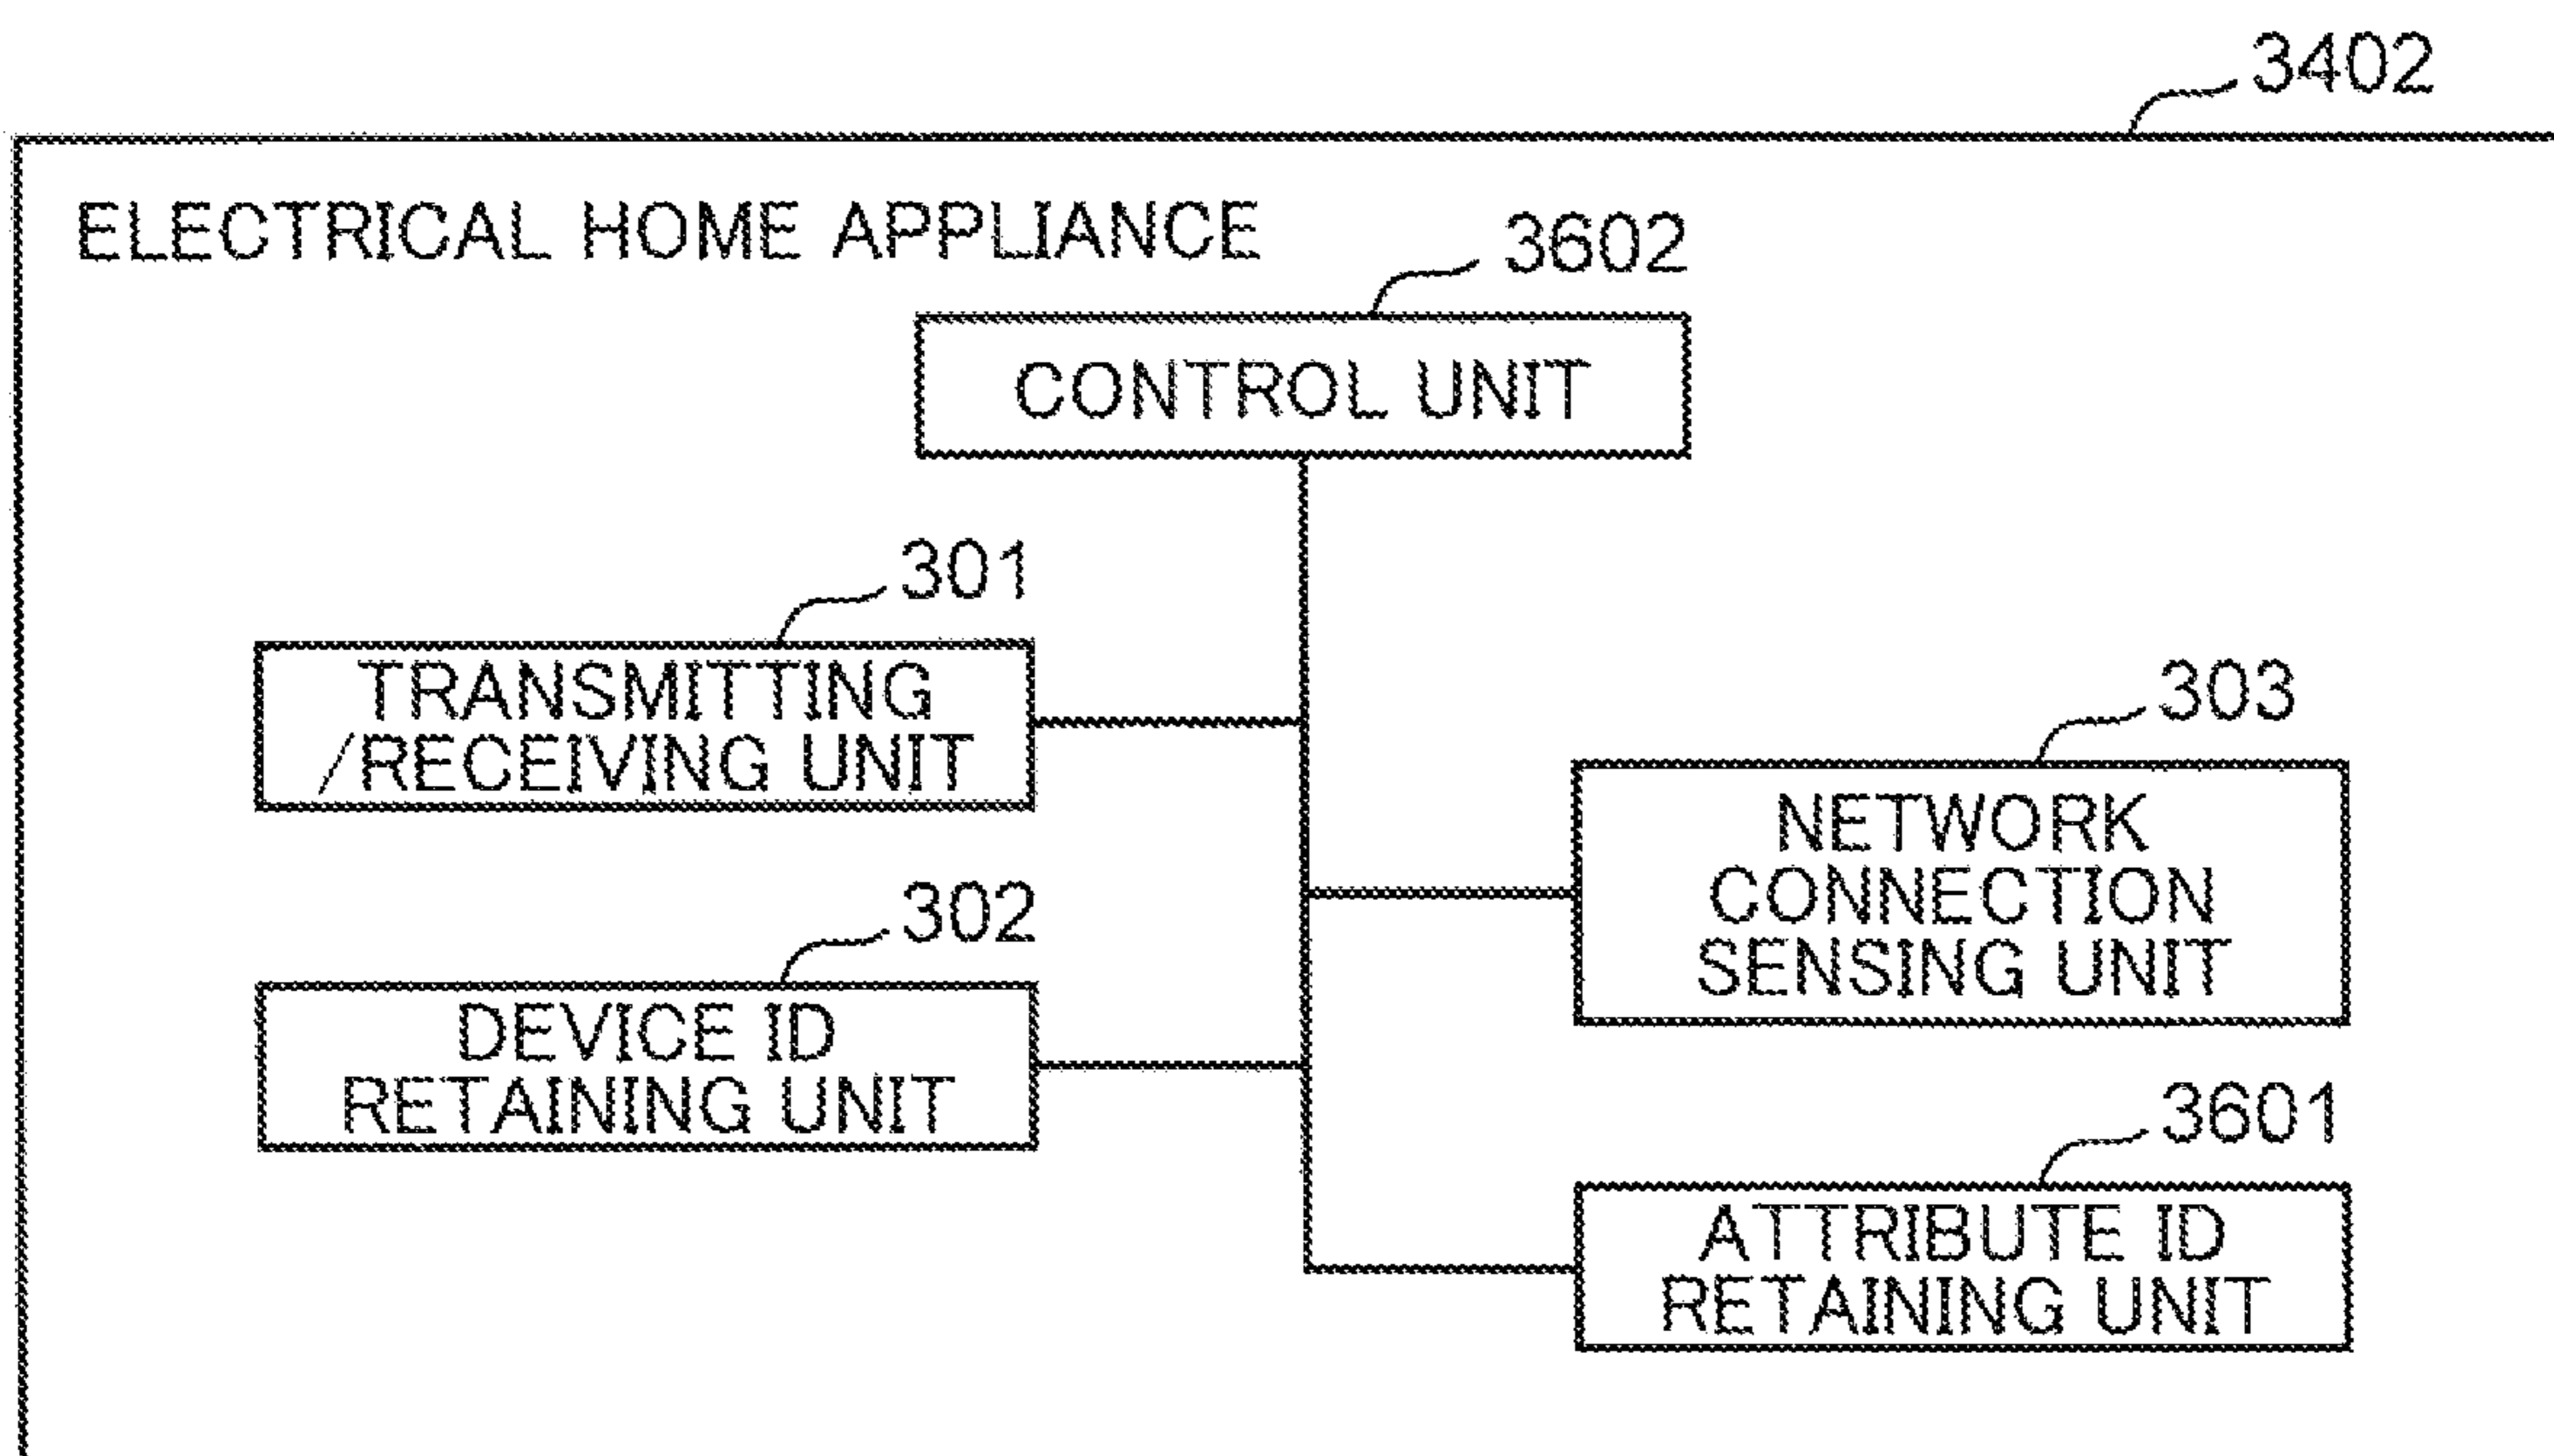 3402
ELECTRICAL HOME APPLIANCE
3602
CONTROL UNIT
301
TRANSMITTING
/RECEIVING UNIT
303
NETWORK
CONNECTION
SENSING UNIT
302
DEVICE ID
RETAINING UNIT
3601
ATTRIBUTE ID
RETAINING UNIT